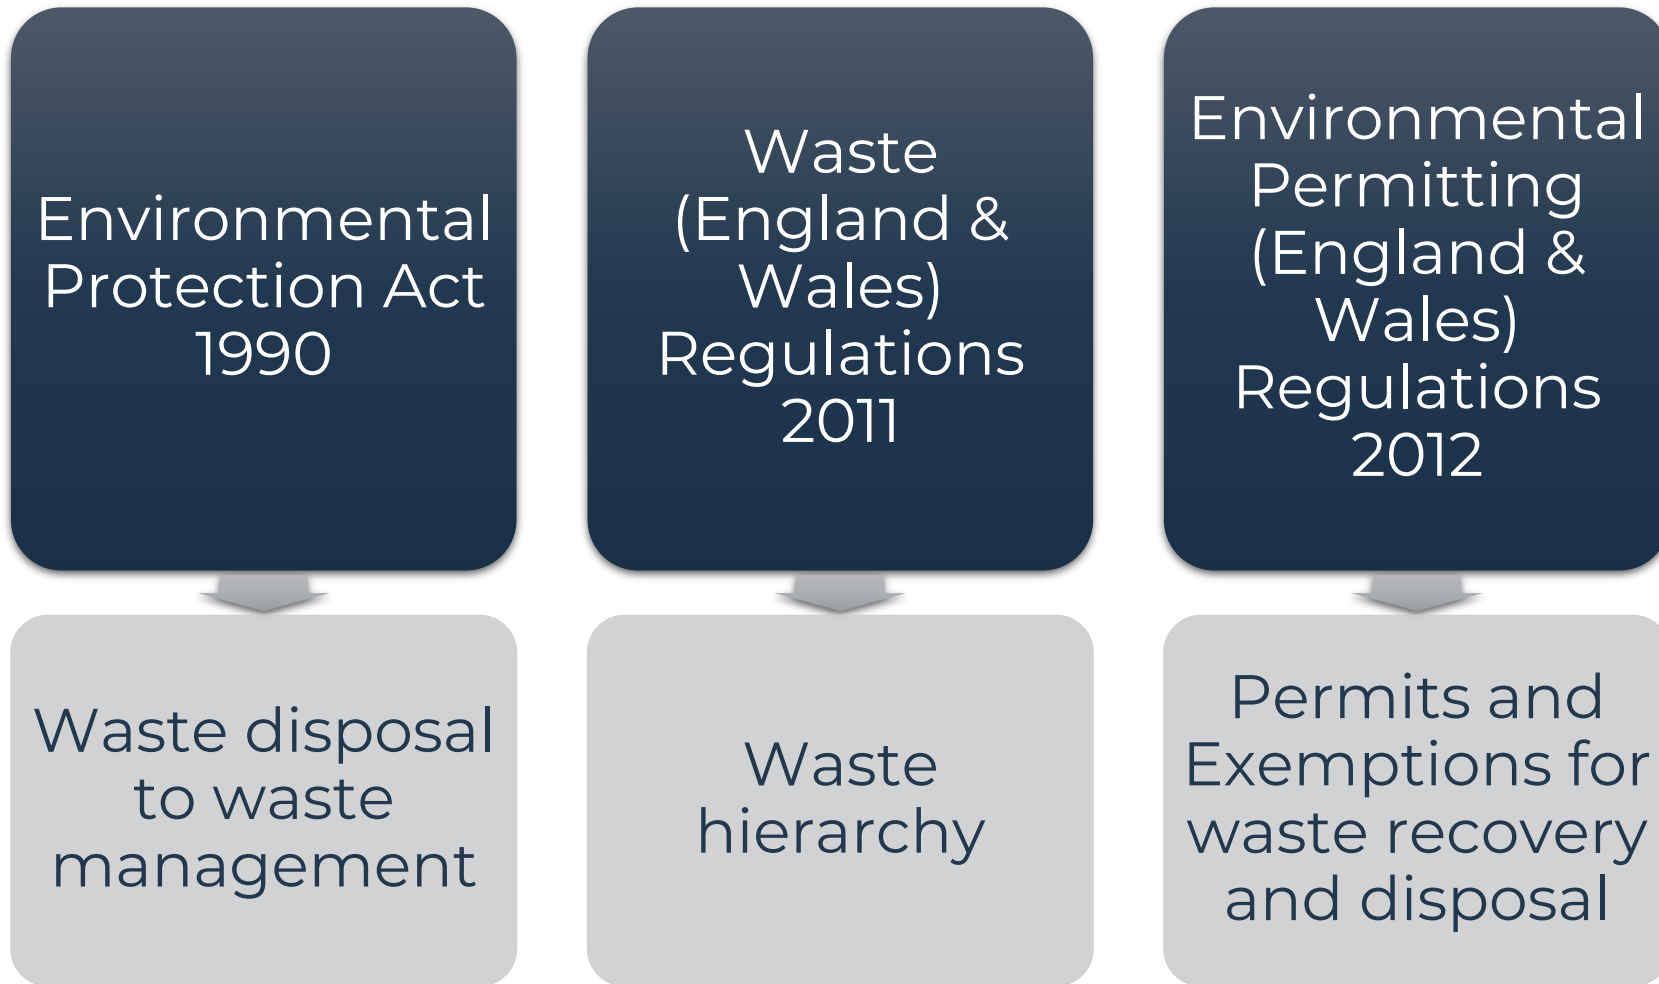 Environmental
Protection Act
1990
Waste
(England &
Wales)
Regulations
2011
Environmental
Permitting
(England &
Wales)
Regulations
2012
Waste disposal
to waste
management
Waste
hierarchy
Permits and
Exemptions for
waste recovery
and disposal